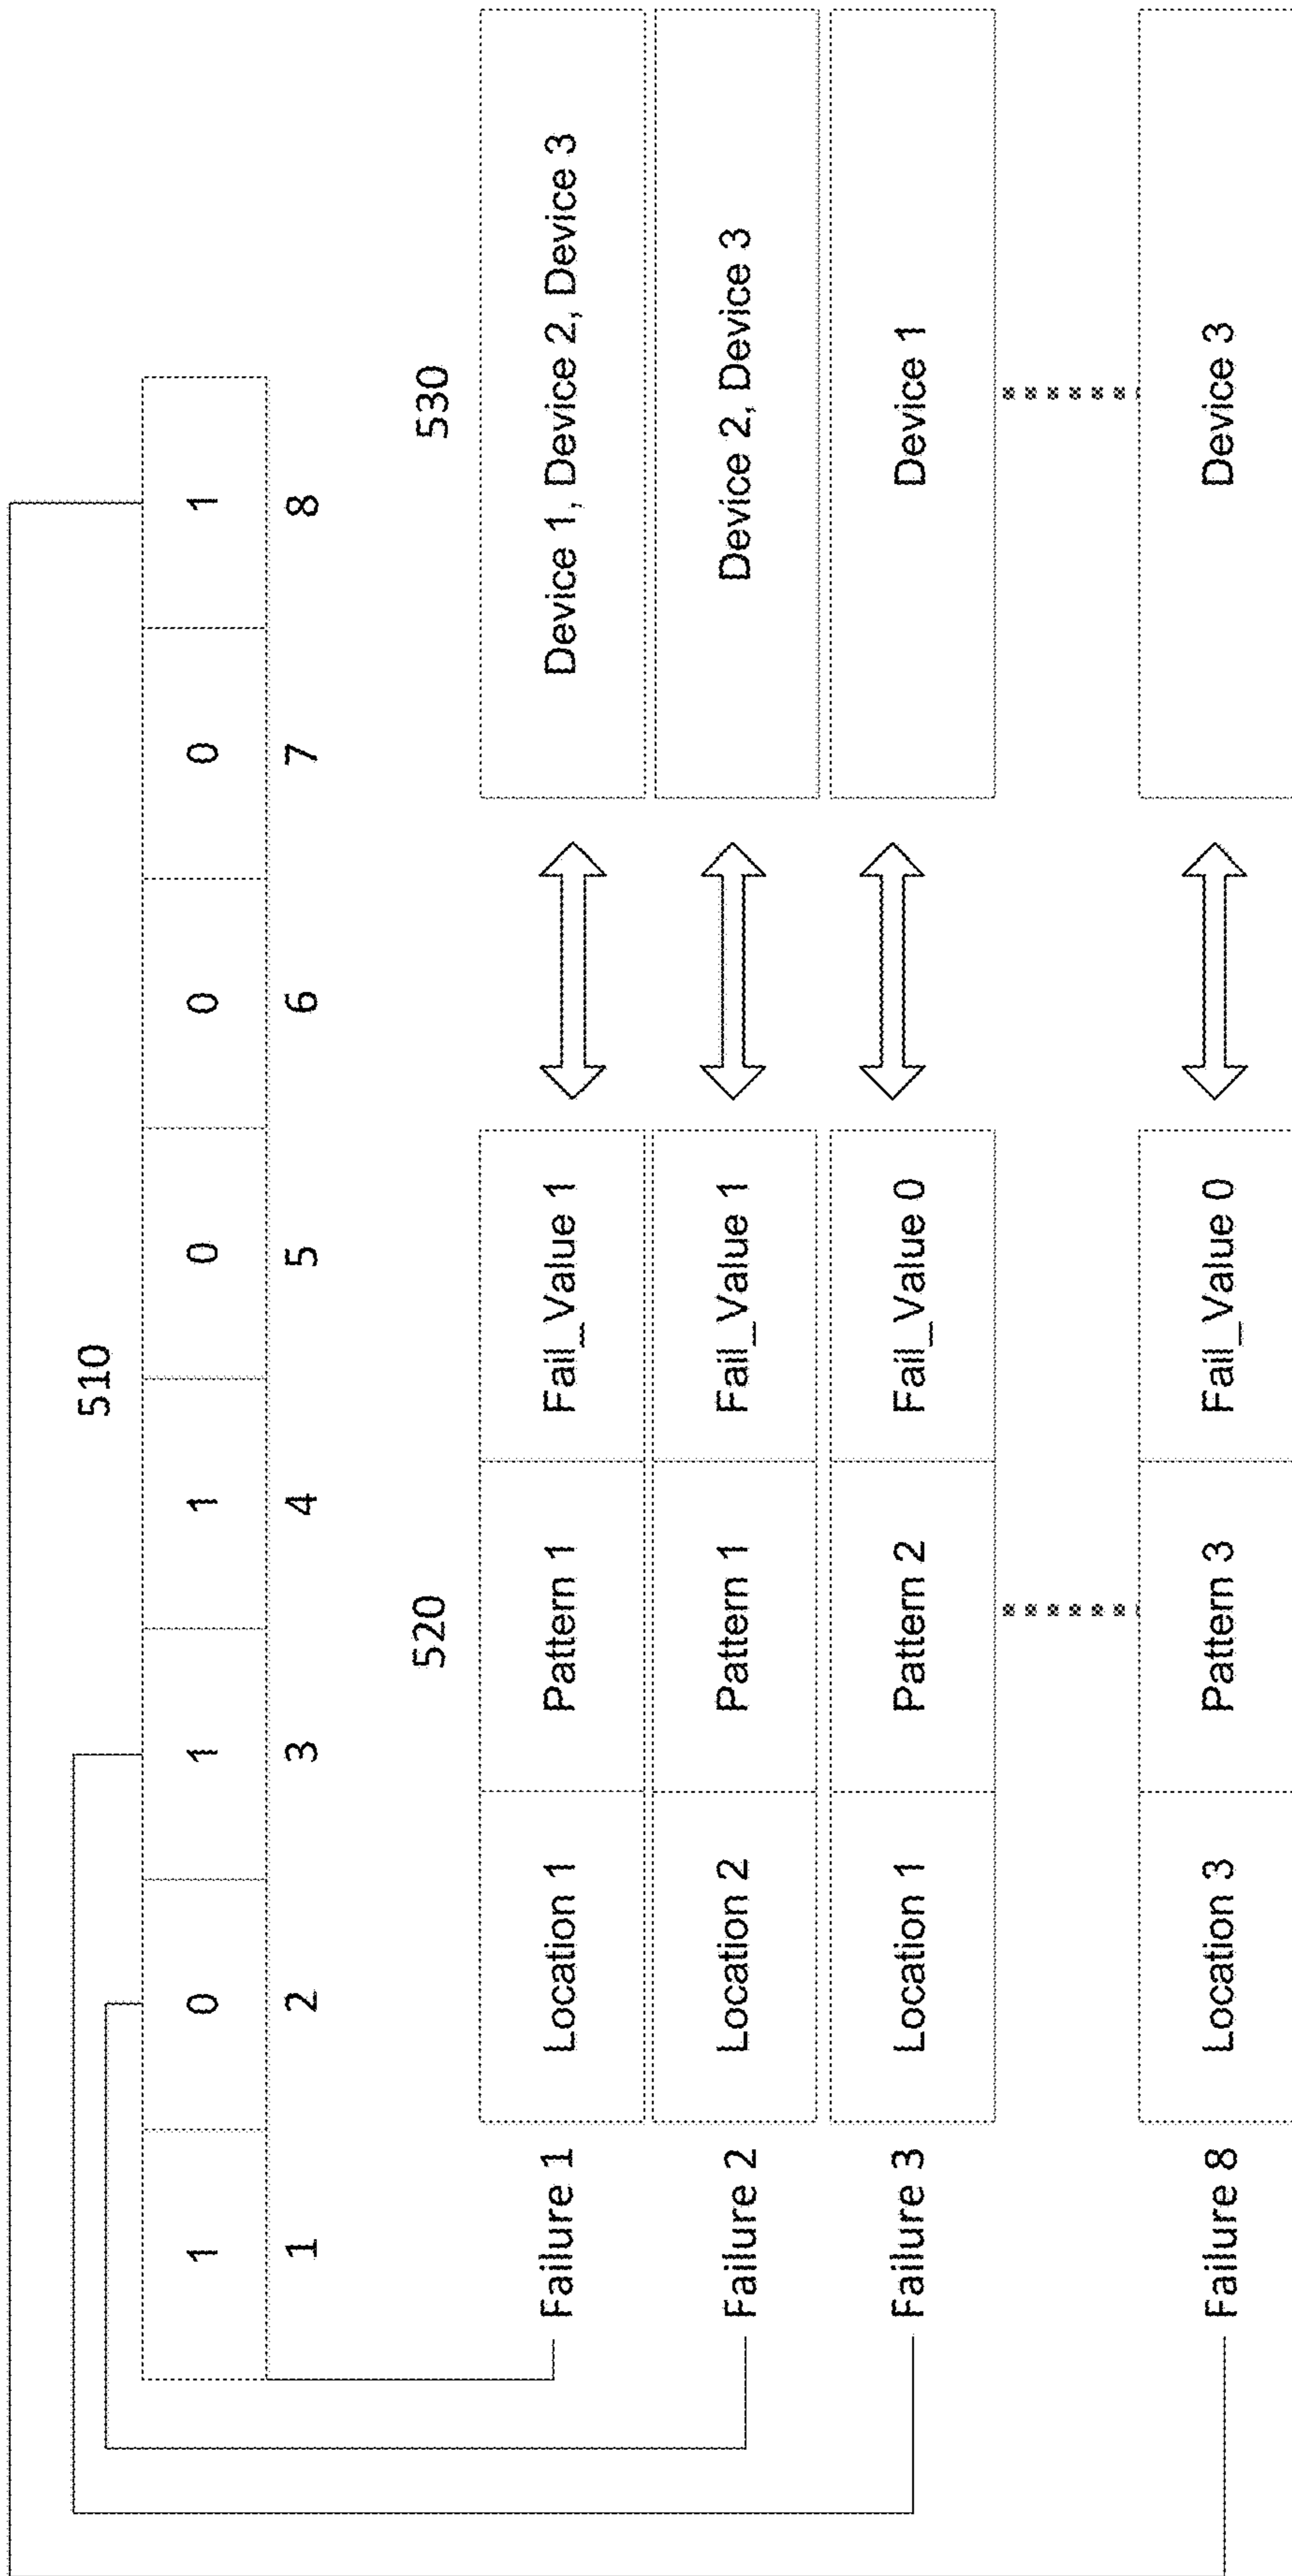 510
1 0 1 1 0 0 0 1
1 2 3 4 5 6 7 8
520 530
Failure 1 Location 1 Pattern 1 Fail_Value 1 Device 1, Device 2, Device 3
Failure 2 Location 2 Pattern 1 Fail_Value 1 Device 2, Device 3
Failure 3 Location 1 Pattern 2 Fail_Value 0 Device 1
Failure 8 Location 3 Pattern 3 Fail_Value 0 Device 3